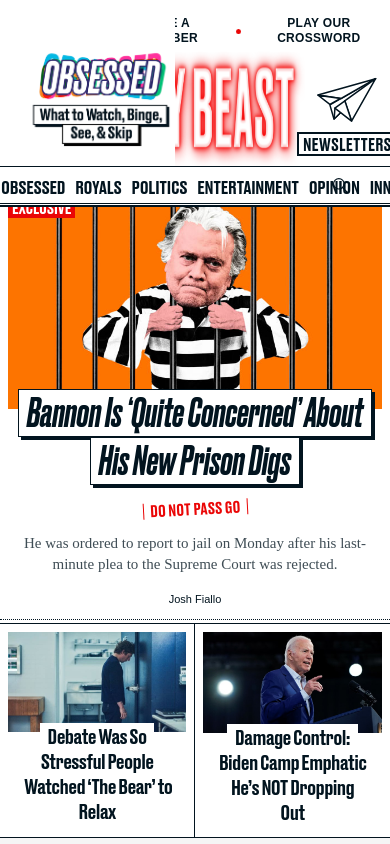 E A
BER
PLAY OUR
CROSSWORD
OBSESSED
What to Watch, Binge,
See, & Skip
Y BEAST
NEWSLETTERS
OBSESSED ROYALS POLITICS ENTERTAINMENT OPINION INN
EXCLUSIVE
Bannon Is ‘Quite Concerned’ About
His New Prison Digs
DO NOT PASS GO
He was ordered to report to jail on Monday after his last-
minute plea to the Supreme Court was rejected.
Josh Fiallo
Debate Was So
Stressful People
Watched ‘The Bear’ to
Relax
Damage Control:
Biden Camp Emphatic
He’s NOT Dropping
Out